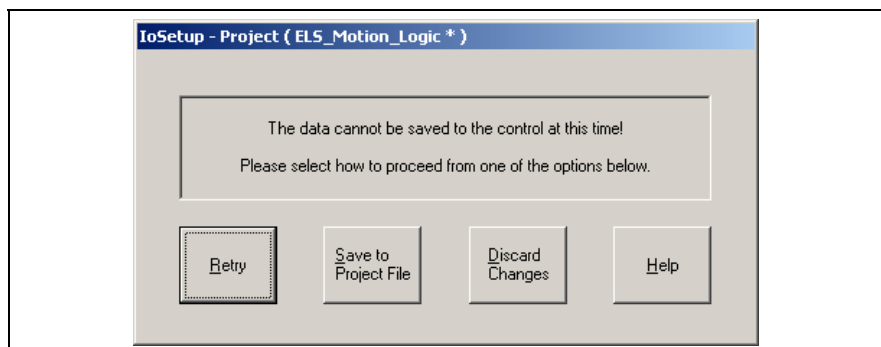 IoSetup - Project ( ELS_Motion_Logic * )
The data cannot be saved to the control at this time!
Please select how to proceed from one of the options below.
Retry
Save to
Project File
Discard
Changes
Help